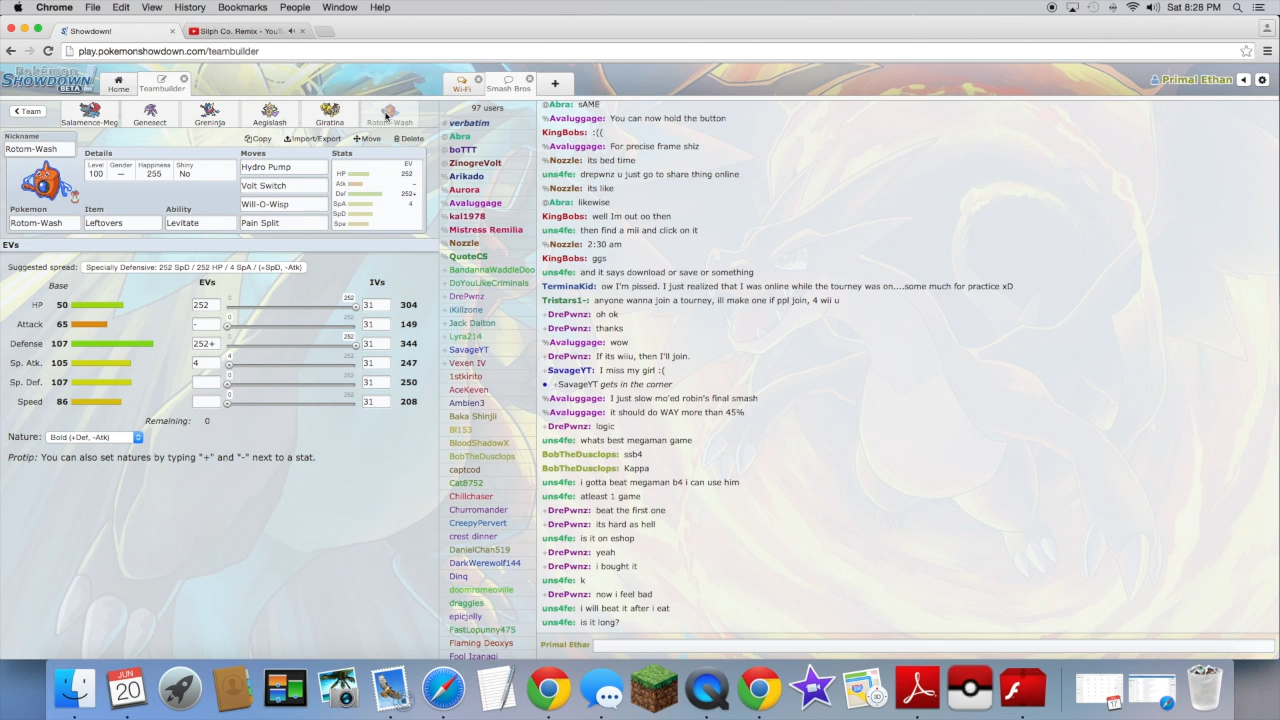 Chrome File Edit View History Bookmarks People Window Help Sat 8:28 PM
Showdown! Silph Co. Remix - YouTu
play.pokemonshowdown.com/teambuilder
Pokémon
SHOWDOWN BETA
Home Teambuilder Wi-Fi Smash Bros Primal Ethan
< Team Salamence-Meg Genesect Greninja Aegislash Giratina Rotom-Wash
97 users
Copy Import/Export Move Delete
Nickname
Rotom-Wash
Details Moves Stats
Level Gender Happiness Shiny
100 — 255 No
Hydro Pump
Volt Switch
Will-O-Wisp
Pain Split
EV
HP 252
Atk -
Def 252+
SpA 4
SpD
Spe
Pokemon Item Ability
Rotom-Wash Leftovers Levitate
EVs
Suggested spread: Specially Defensive: 252 SpD / 252 HP / 4 SpA / (+SpD, -Atk)
Base EVs IVs
HP 50 252 0 252 31 304
Attack 65 - 0 31 149
Defense 107 252+ 0 252 31 344
Sp. Atk. 105 4 4 252 31 247
Sp. Def. 107 0 252 31 250
Speed 86 0 252 31 208
Remaining: 0
Nature: Bold (+Def, -Atk)
Protip: You can also set natures by typing "+" and "-" next to a stat.
#verbatim
@Abra
%boTTT
@ZinogreVolt
%Arikado
%Aurora
%Avaluggage
%kal1978
%Mistress Remilia
%Nozzle
%QuoteCS
+BandannaWaddleDoo
+DoYouLikeCriminals
+DrePwnz
+iKillzone
+Jack Dalton
+Lyra214
+SavageYT
+Vexen IV
1stkirito
AceKeven
Ambien3
Baka Shinji
Bl153
BloodShadowX
BobTheDusclops
captcod
Cat8752
Chillchaser
Churromander
CreepyPervert
crest dinner
DanielChan519
DarkWerewolf144
Dinq
doomromeoville
draggles
epicjelly
FastLopunny475
Flaming Deoxys
Fool Izanagi
@Abra: sAME
%Avaluggage: You can now hold the button
KingBobs: :((
%Avaluggage: For precise frame shiz
%Nozzle: its bed time
uns4fe: drepwnz u just go to share thing online
%Nozzle: its like
@Abra: likewise
KingBobs: well Im out oo then
uns4fe: then find a mii and click on it
%Nozzle: 2:30 am
KingBobs: ggs
uns4fe: and it says download or save or something
TerminaKid: ow I'm pissed. I just realized that I was online while the tourney was on....some much for practice xD
Tristars1-: anyone wanna join a tourney, ill make one if ppl join, 4 wii u
+DrePwnz: oh ok
+DrePwnz: thanks
%Avaluggage: wow
+DrePwnz: If its wiiu, then I'll join.
+SavageYT: I miss my girl :(
• +SavageYT gets in the corner
%Avaluggage: I just slow mo'ed robin's final smash
%Avaluggage: it should do WAY more than 45%
+DrePwnz: logic
uns4fe: whats best megaman game
BobTheDusclops: ssb4
BobTheDusclops: Kappa
uns4fe: i gotta beat megaman b4 i can use him
uns4fe: atleast 1 game
+DrePwnz: beat the first one
+DrePwnz: its hard as hell
uns4fe: is it on eshop
+DrePwnz: yeah
+DrePwnz: i bought it
uns4fe: k
+DrePwnz: now i feel bad
uns4fe: i will beat it after i eat
uns4fe: is it long?
Primal Ethan
JUN
20
17